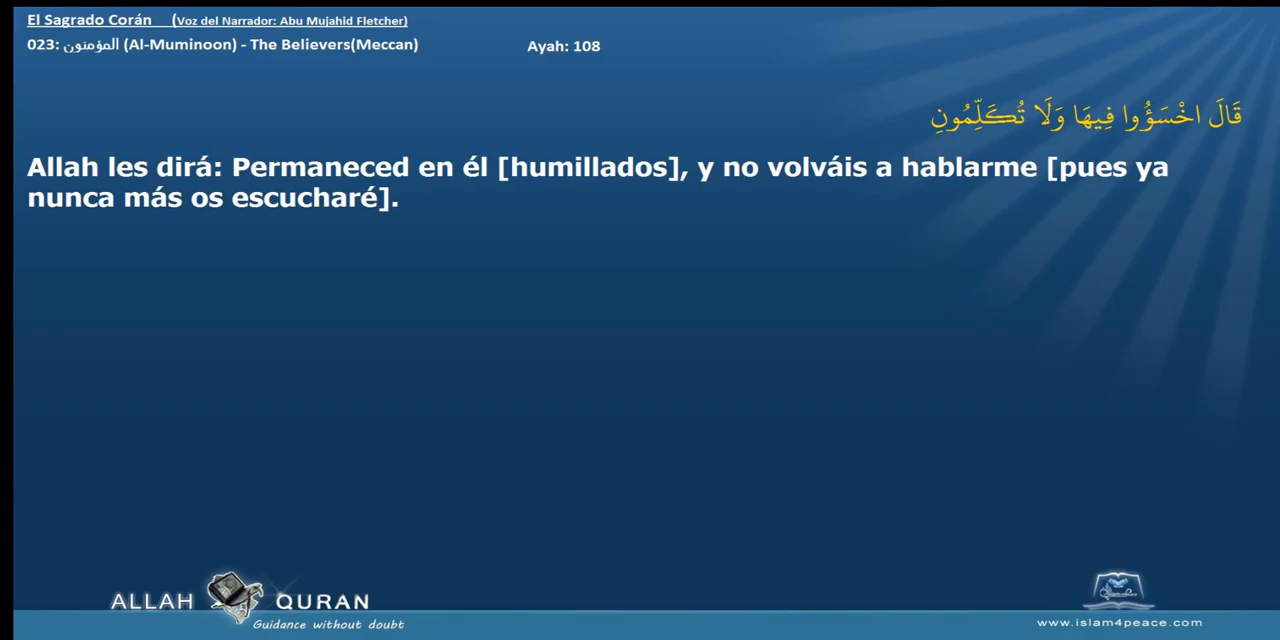 El Sagrado Corán (Voz del Narrador: Abu Mujahid Fletcher)
023: المؤمنون (Al-Muminoon) - The Believers(Meccan) Ayah: 108
قَالَ اخْسَؤُوا فِيهَا وَلَا تُكَلِّمُونِ
Allah les dirá: Permaneced en él [humillados], y no volváis a hablarme [pues ya
nunca más os escucharé].
ALLAH QURAN
Guidance without doubt
www.islam4peace.com